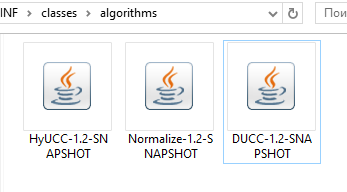 INF › classes › algorithms
Пои
HyUCC-1.2-SN
APSHOT
Normalize-1.2-S
NAPSHOT
DUCC-1.2-SNA
PSHOT